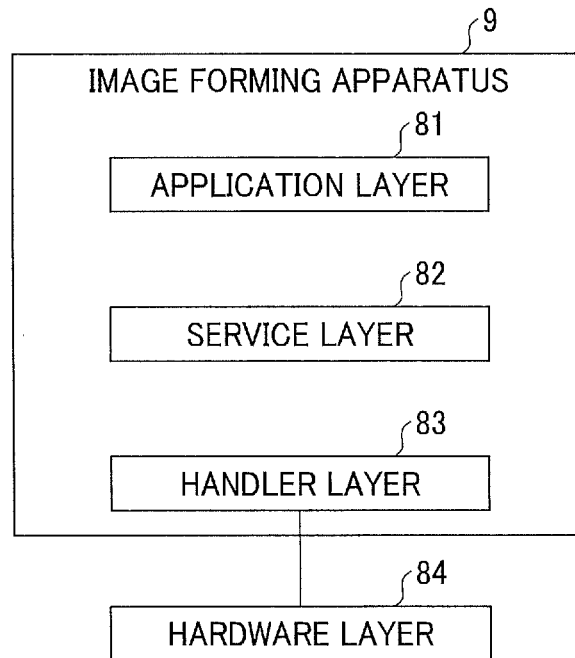 9
IMAGE FORMING APPARATUS
81
APPLICATION LAYER
82
SERVICE LAYER
83
HANDLER LAYER
84
HARDWARE LAYER